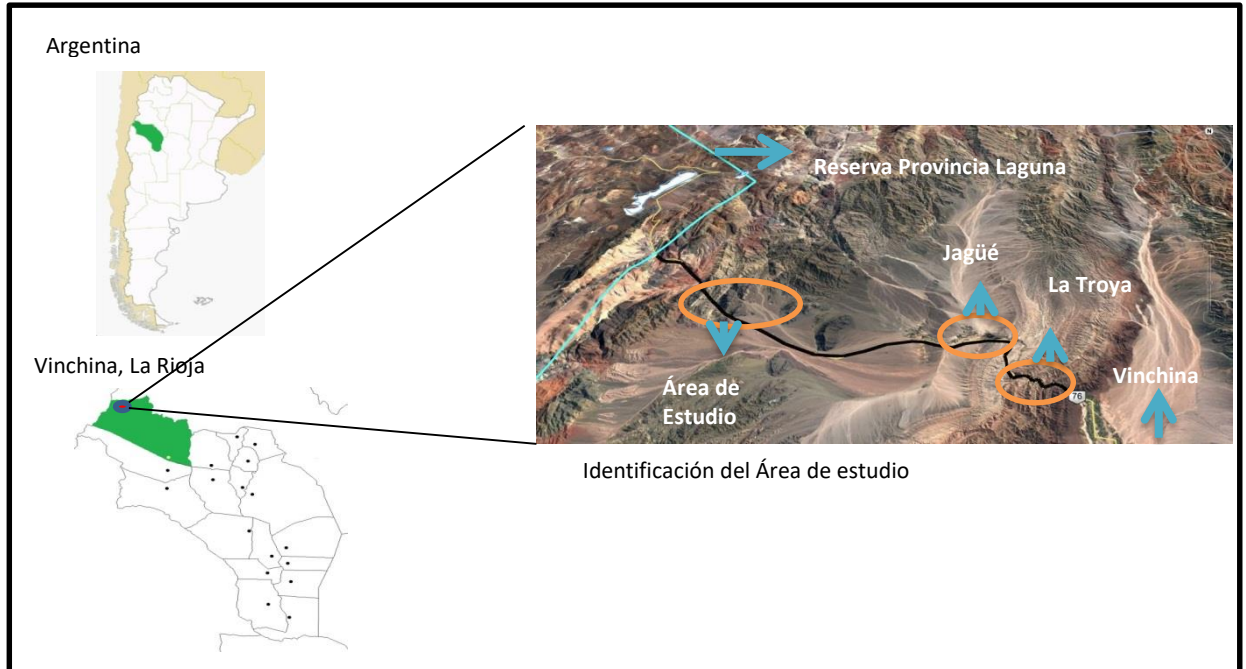 Argentina
Reserva Provincia Laguna
Jagüé
La Troya
Vinchina, La Rioja
Área de
Estudio
Vinchina
76
Identificación del Área de estudio